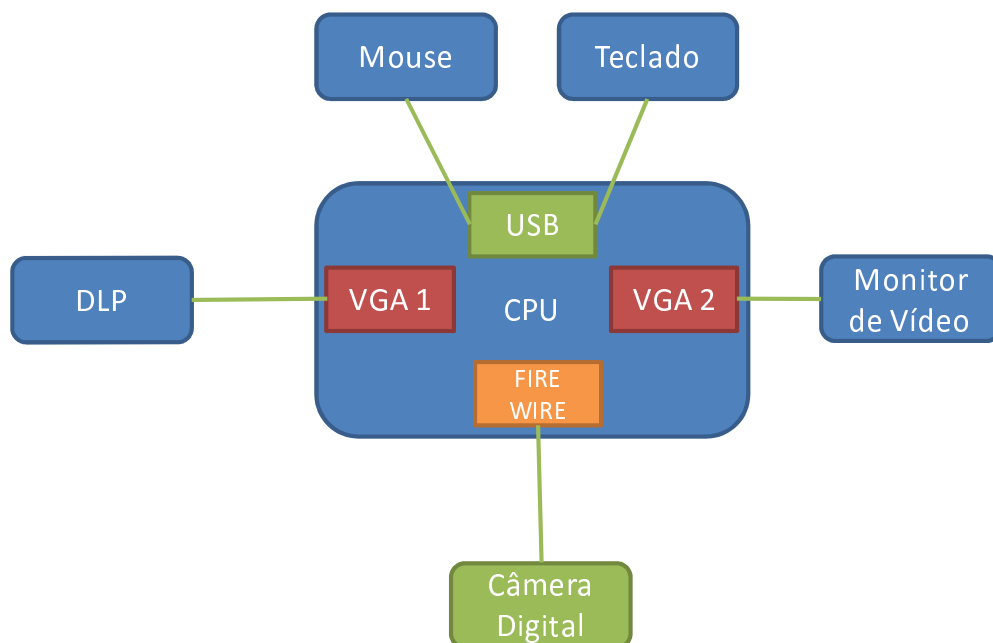 Mouse
Teclado
USB
DLP
VGA 1
CPU
VGA 2
Monitor
de Vídeo
FIRE
WIRE
Câmera
Digital